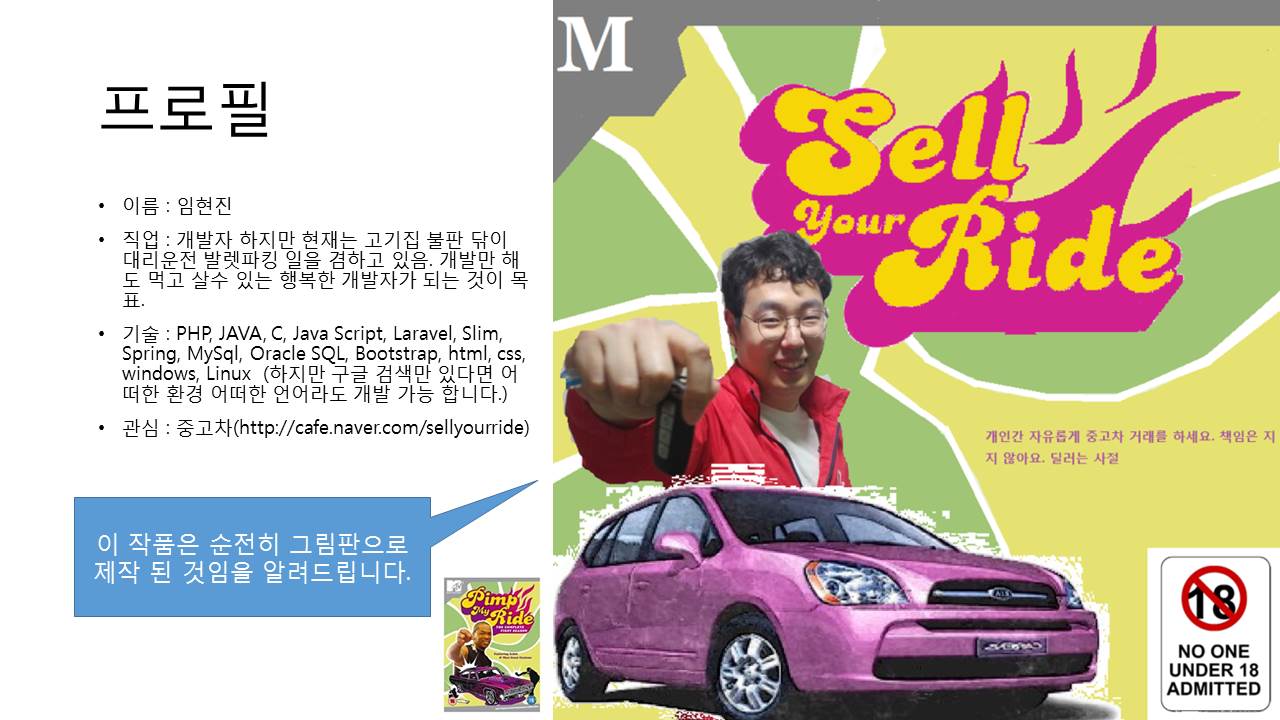 프로필
• 이름 : 임현진
• 직업 : 개발자 하지만 현재는 고기집 불판 닦이
대리운전 발렛파킹 일을 겸하고 있음. 개발만 해
도 먹고 살수 있는 행복한 개발자가 되는 것이 목
표.
• 기술 : PHP, JAVA, C, Java Script, Laravel, Slim,
Spring, MySql, Oracle SQL, Bootstrap, html, css,
windows, Linux (하지만 구글 검색만 있다면 어
떠한 환경 어떠한 언어라도 개발 가능 합니다.)
• 관심 : 중고차(http://cafe.naver.com/sellyourride)
이 작품은 순전히 그림판으로
제작 된 것임을 알려드립니다.
Pimp
My
Ride
THE COMPLETE
FIRST SEASON
M
Sell
Your
Ride
개인간 자유롭게 중고차 거래를 하세요. 책임은 지
지 않아요. 딜러는 사절
18
NO ONE
UNDER 18
ADMITTED